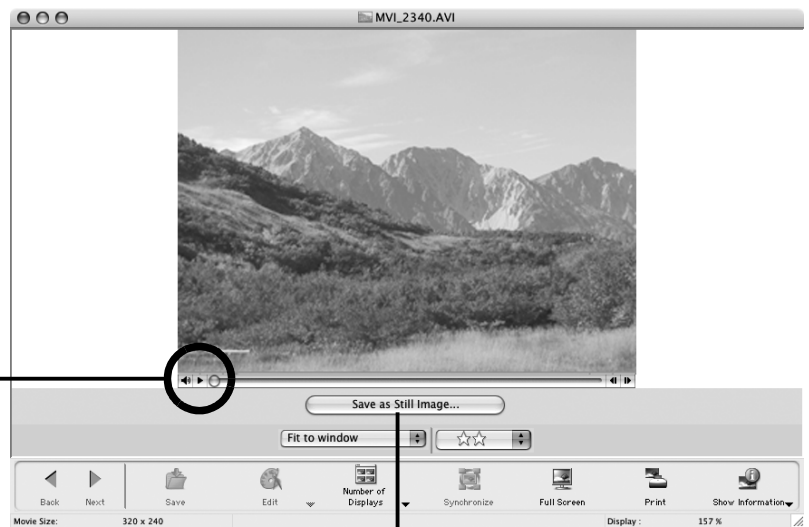 MVI_2340.AVI
Save as Still Image...
Fit to window
Back Next Save Edit Number of Displays Synchronize Full Screen Print Show Information
Movie Size: 320 x 240 Display : 157 %